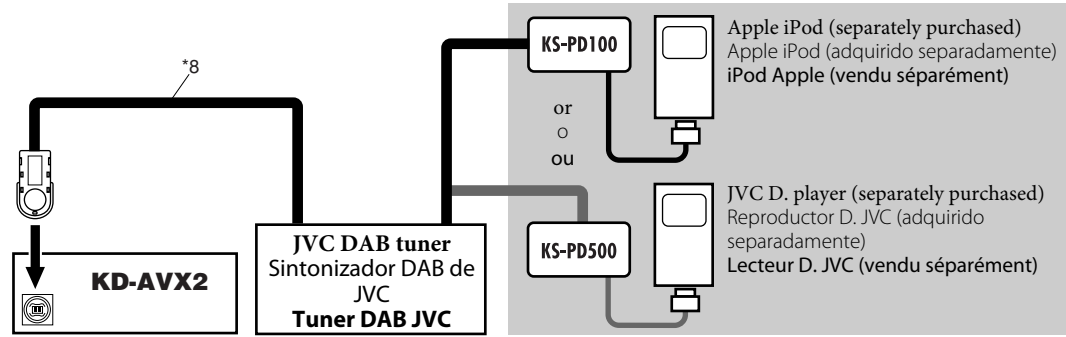 *8
KD-AVX2
JVC DAB tuner
Sintonizador DAB de
JVC
Tuner DAB JVC
KS-PD100
or
o
ou
KS-PD500
Apple iPod (separately purchased)
Apple iPod (adquirido separadamente)
iPod Apple (vendu séparément)
JVC D. player (separately purchased)
Reproductor D. JVC (adquirido
separadamente)
Lecteur D. JVC (vendu séparément)